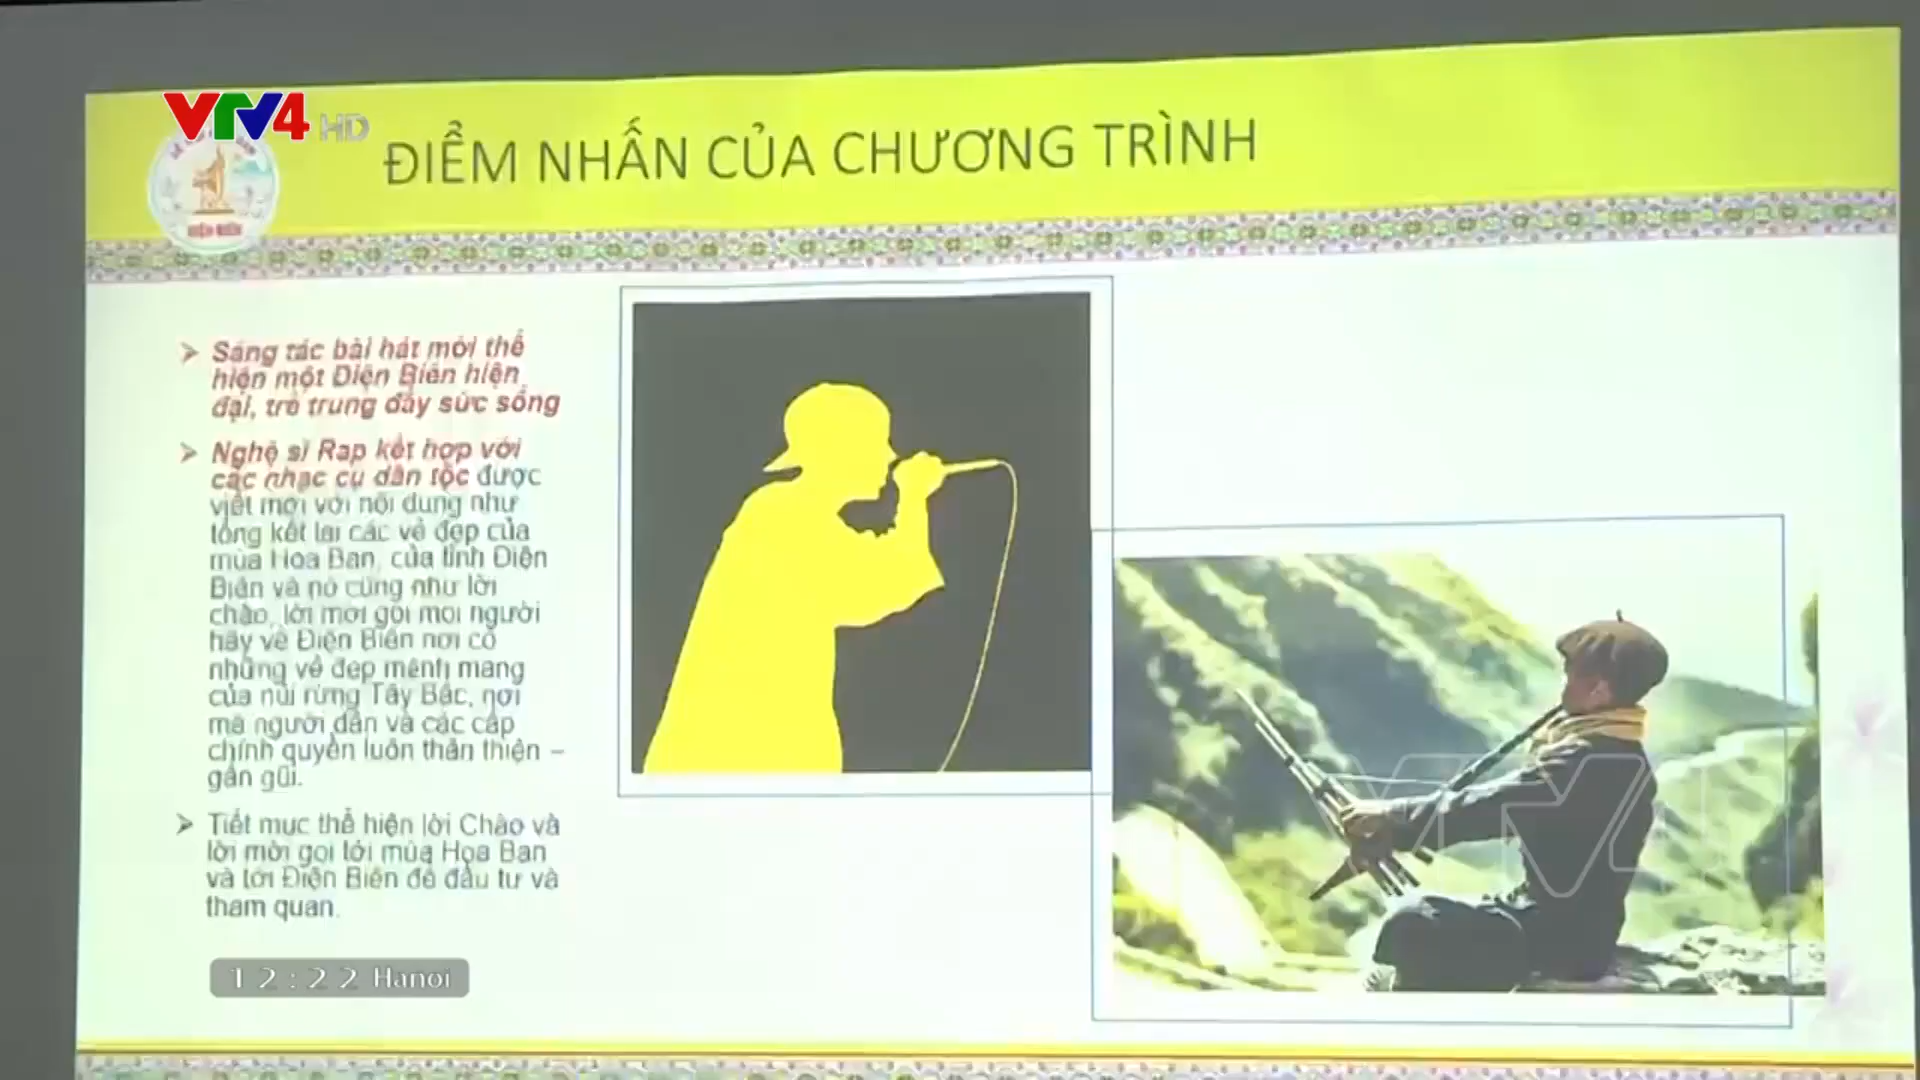 VTV4 HD
ĐIỂM NHẤN CỦA CHƯƠNG TRÌNH
ĐIỆN BIÊN
➢ Sáng tác bài hát mới thể
hiện một Điện Biên hiện
đại, trẻ trung đầy sức sống
➢ Nghệ sĩ Rap kết hợp với
các nhạc cụ dân tộc được
viết mới với nội dung như
tổng kết lại các vẻ đẹp của
mùa Hoa Ban, của tỉnh Điện
Biên và nó cũng như lời
chào, lời mời gọi mọi người
hãy về Điện Biên nơi có
những vẻ đẹp mênh mang
của núi rừng Tây Bắc, nơi
mà người dân và các cấp
chính quyền luôn thân thiện –
gần gũi.
➢ Tiết mục thể hiện lời Chào và
lời mời gọi tới mùa Hoa Ban
và tới Điện Biên để đầu tư và
tham quan.
12:22 Hanoi
VTV4